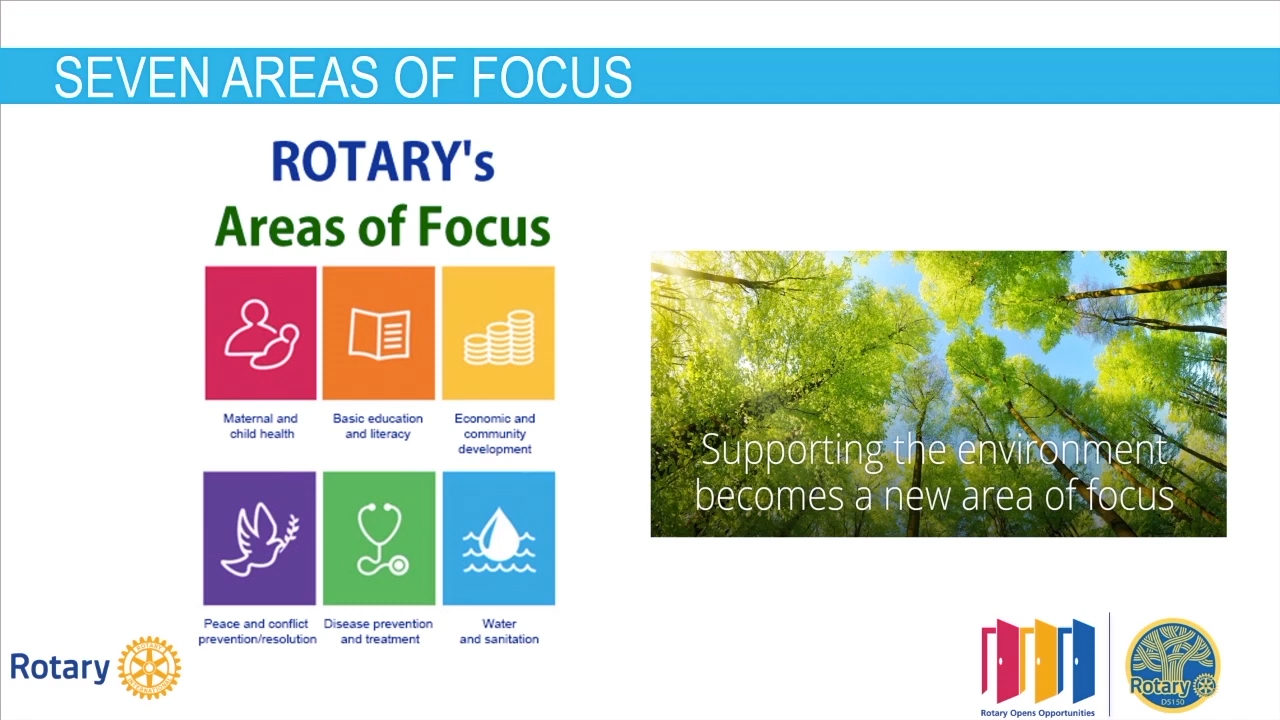 SEVEN AREAS OF FOCUS
ROTARY's
Areas of Focus
Maternal and
child health
Basic education
and literacy
Economic and
community
development
Peace and conflict
prevention/resolution
Disease prevention
and treatment
Water
and sanitation
Supporting the environment
becomes a new area of focus
Rotary
ROTARY
INTERNATIONAL
Rotary Opens Opportunities
Rotary
D5150